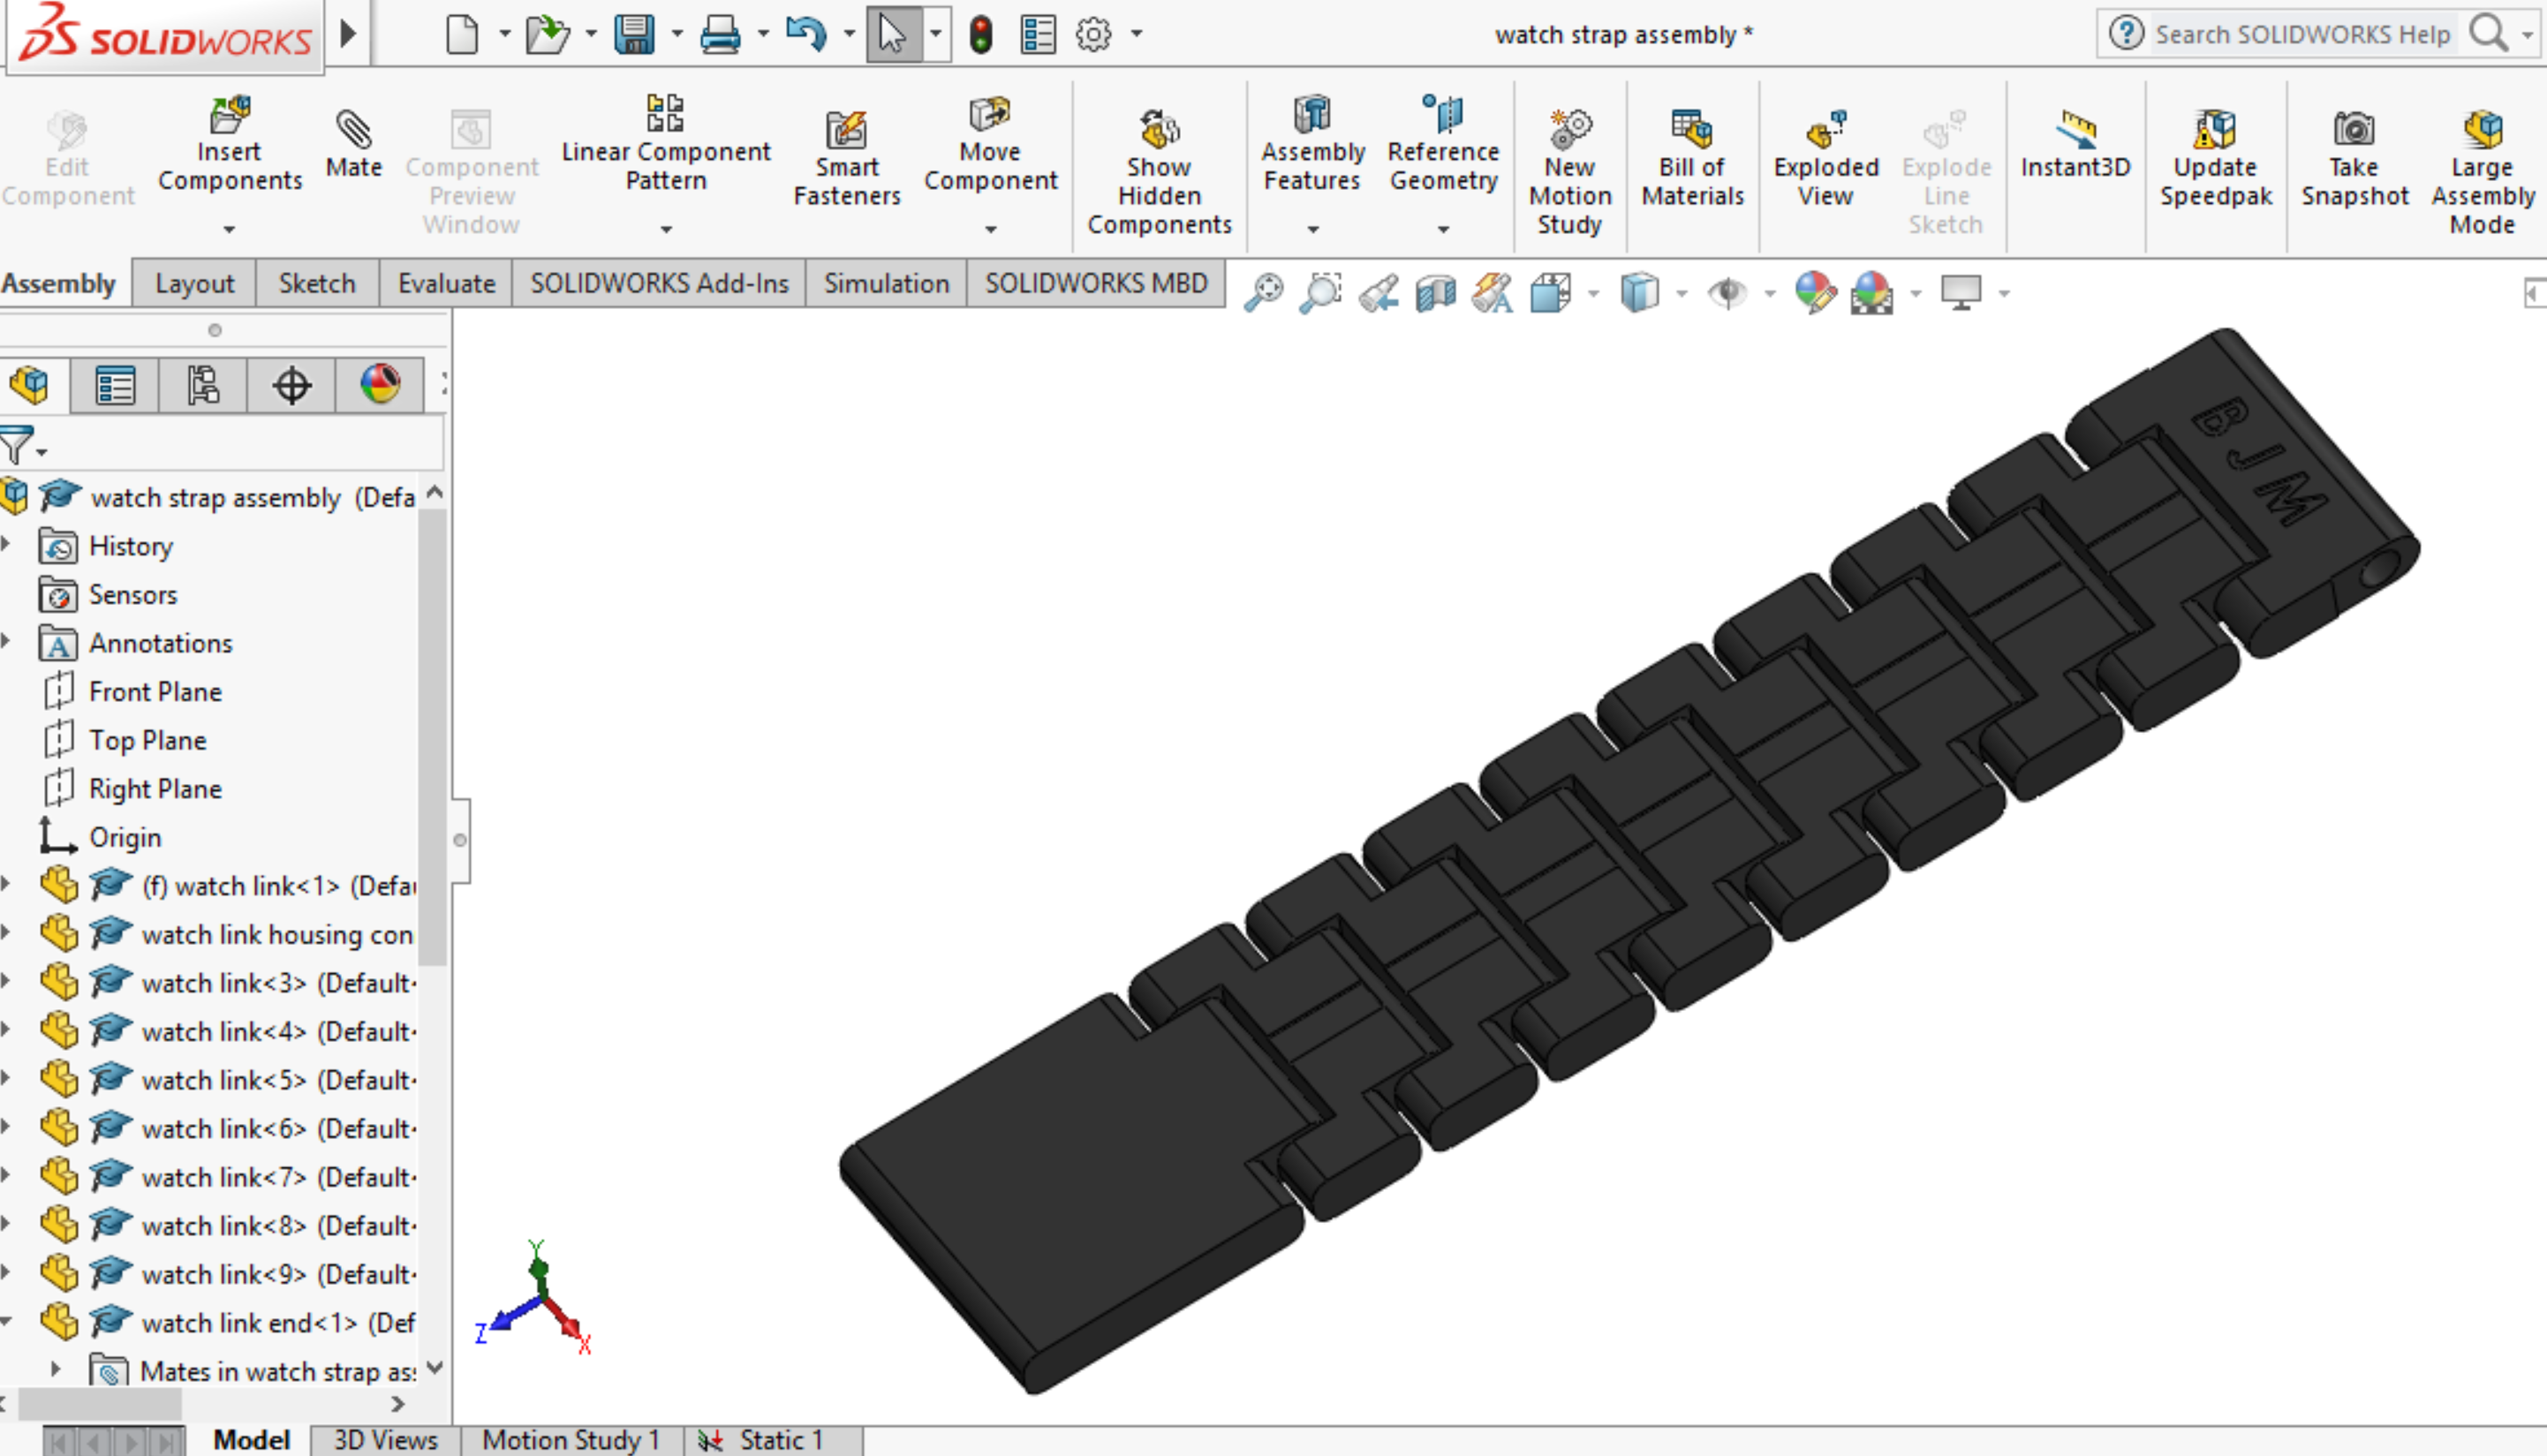 SOLIDWORKS
watch strap assembly *
Search SOLIDWORKS Help
Edit Component
Insert Components
Mate
Component Preview Window
Linear Component Pattern
Smart Fasteners
Move Component
Show Hidden Components
Assembly Features
Reference Geometry
New Motion Study
Bill of Materials
Exploded View
Explode Line Sketch
Instant3D
Update Speedpak
Take Snapshot
Large Assembly Mode
Assembly Layout Sketch Evaluate SOLIDWORKS Add-Ins Simulation SOLIDWORKS MBD
watch strap assembly (Defa
History
Sensors
A Annotations
Front Plane
Top Plane
Right Plane
Origin
(f) watch link<1> (Defau
watch link housing con
watch link<3> (Default
watch link<4> (Default
watch link<5> (Default
watch link<6> (Default
watch link<7> (Default
watch link<8> (Default
watch link<9> (Default
watch link end<1> (Def
Mates in watch strap ass
BJM
Y
Z
X
Model 3D Views Motion Study 1 Static 1